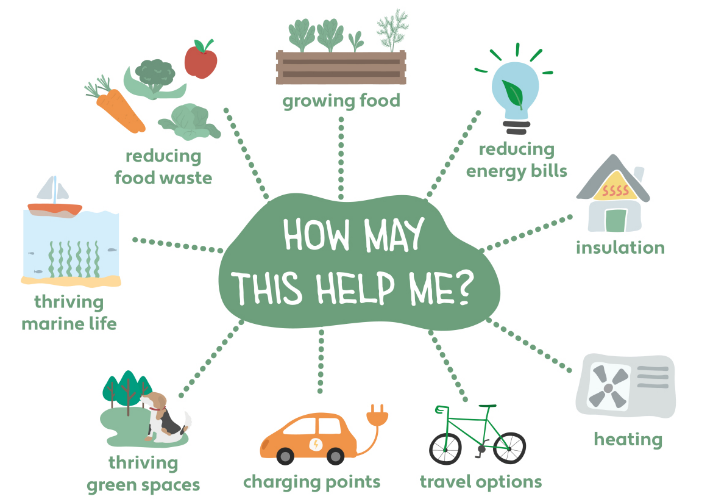 growing food
reducing
energy bills
reducing
food waste
HOW MAY
THIS HELP ME?
insulation
thriving
marine life
heating
thriving
green spaces
charging points
travel options